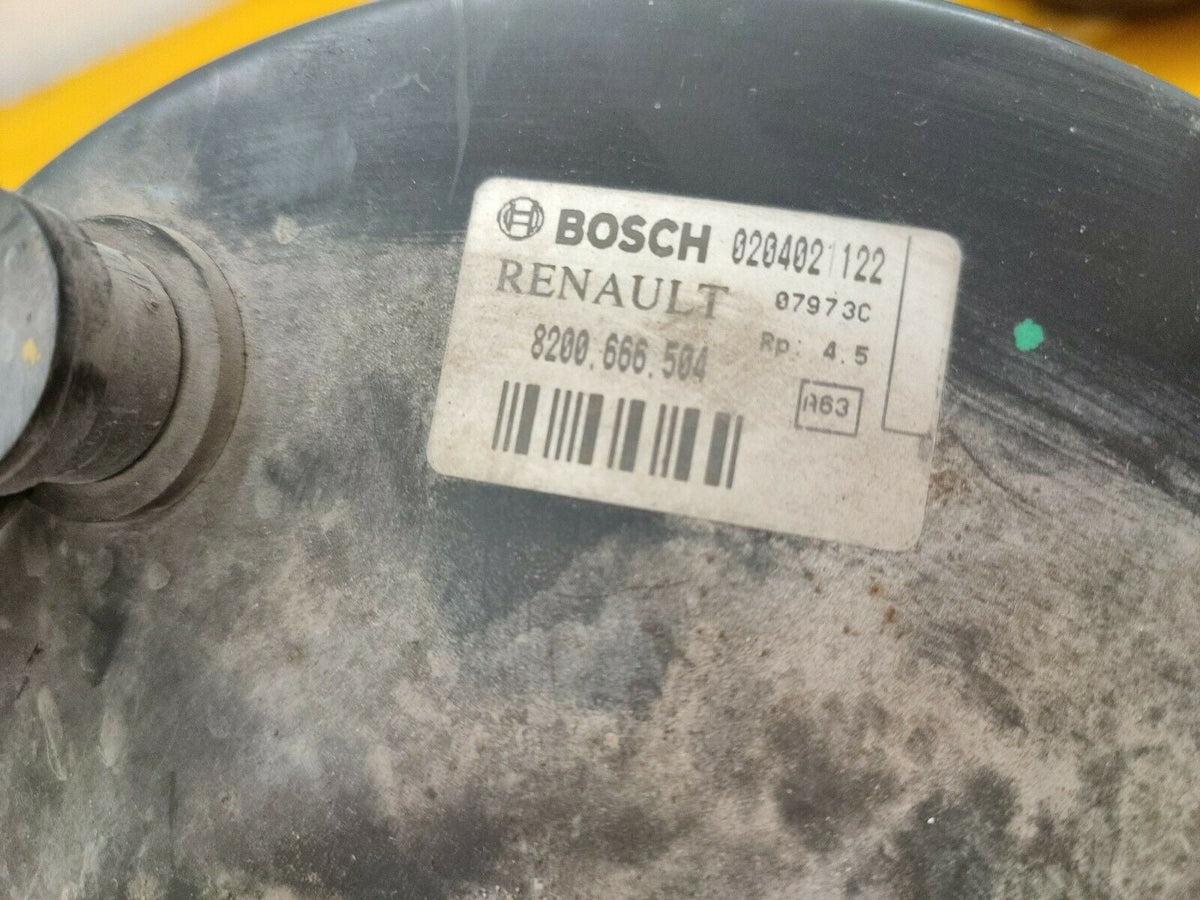 BOSCH 0204021122
RENAULT 07973C
8200.666.504 Rp: 4.5
A63